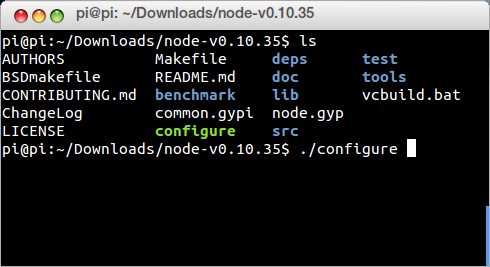 pi@pi: ~/Downloads/node-v0.10.35
pi@pi:~/Downloads/node-v0.10.35$ ls
AUTHORS Makefile deps test
BSDmakefile README.md doc tools
CONTRIBUTING.md benchmark lib vcbuild.bat
ChangeLog common.gypi node.gyp
LICENSE configure src
pi@pi:~/Downloads/node-v0.10.35$ ./configure